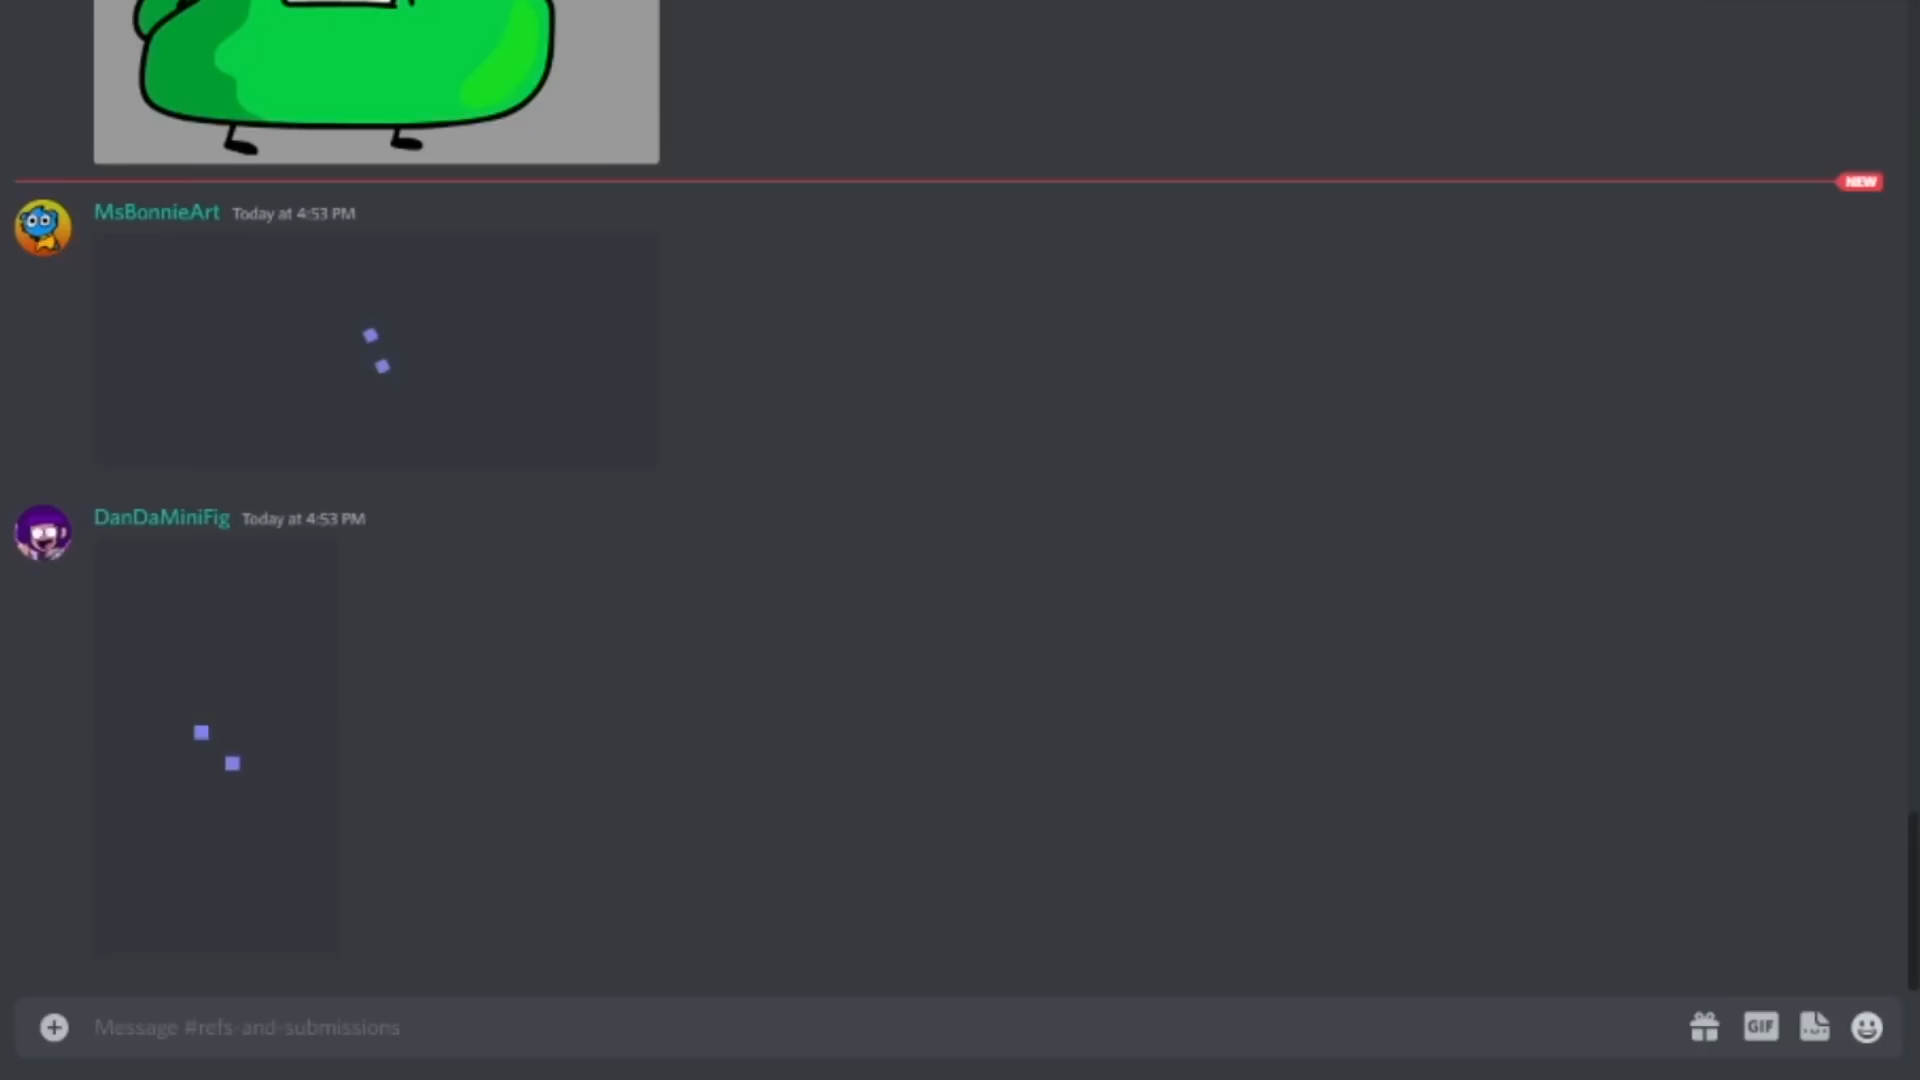 NEW
MsBonnieArt Today at 4:53 PM
DanDaMiniFig Today at 4:53 PM
Message #refs-and-submissions
GIF